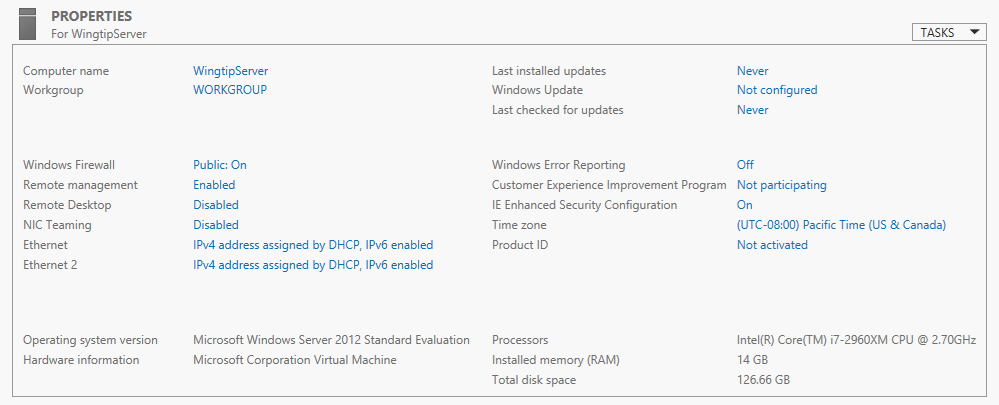 PROPERTIES
For WingtipServer
TASKS
Computer name WingtipServer Last installed updates Never
Workgroup WORKGROUP Windows Update Not configured
Last checked for updates Never
Windows Firewall Public: On Windows Error Reporting Off
Remote management Enabled Customer Experience Improvement Program Not participating
Remote Desktop Disabled IE Enhanced Security Configuration On
NIC Teaming Disabled Time zone (UTC-08:00) Pacific Time (US & Canada)
Ethernet IPv4 address assigned by DHCP, IPv6 enabled Product ID Not activated
Ethernet 2 IPv4 address assigned by DHCP, IPv6 enabled
Operating system version Microsoft Windows Server 2012 Standard Evaluation Processors Intel(R) Core(TM) i7-2960XM CPU @ 2.70GHz
Hardware information Microsoft Corporation Virtual Machine Installed memory (RAM) 14 GB
Total disk space 126.66 GB